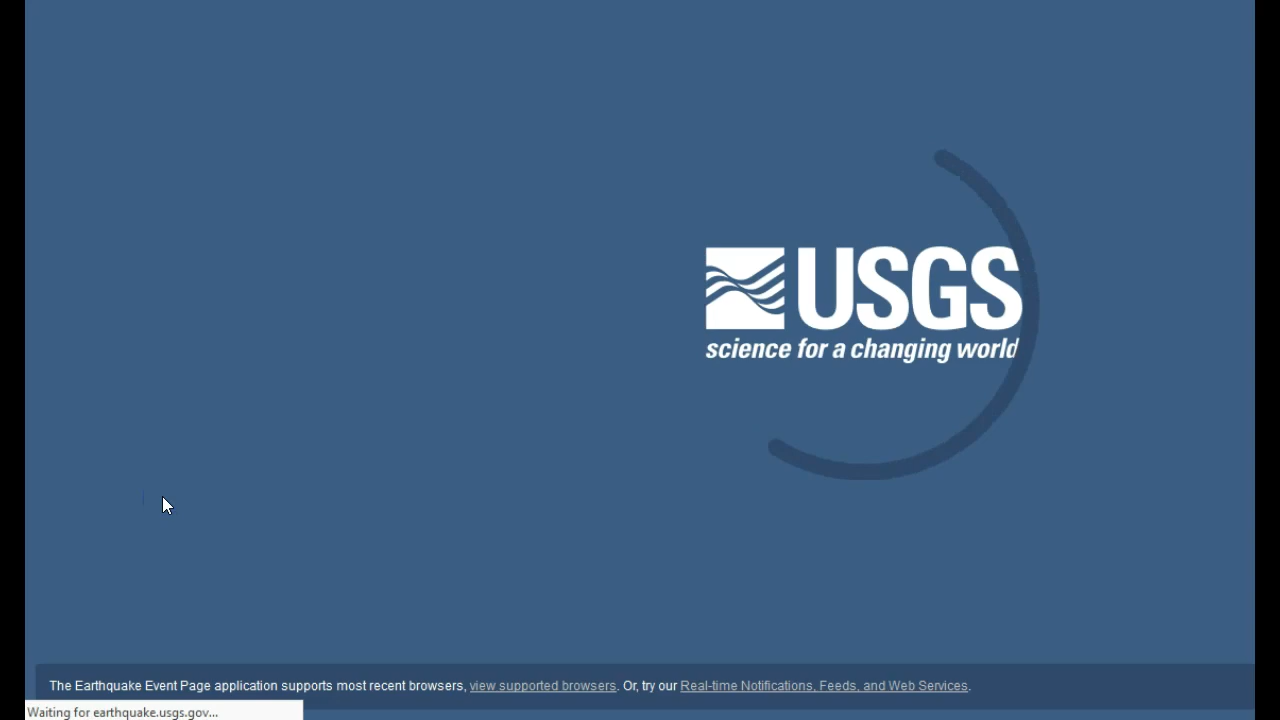 USGS
science for a changing world
The Earthquake Event Page application supports most recent browsers, view supported browsers. Or, try our Real-time Notifications, Feeds, and Web Services.
Waiting for earthquake.usgs.gov...